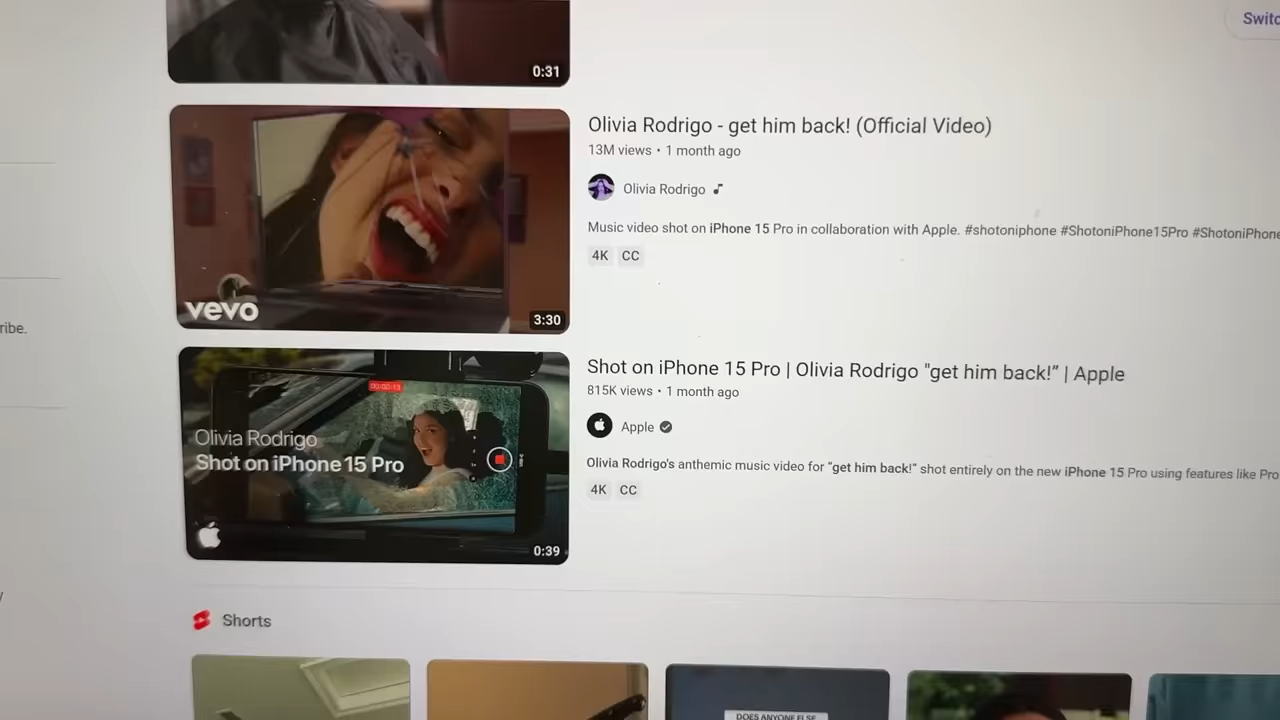 Switc
0:31
Olivia Rodrigo - get him back! (Official Video)
13M views • 1 month ago
Olivia Rodrigo
Music video shot on iPhone 15 Pro in collaboration with Apple. #shotoniphone #ShotoniPhone15Pro #ShotoniPhone
4K CC
vevo
3:30
ribe.
Shot on iPhone 15 Pro | Olivia Rodrigo "get him back!” | Apple
815K views • 1 month ago
00:00:13
Apple
Olivia Rodrigo
Shot on iPhone 15 Pro
Olivia Rodrigo's anthemic music video for "get him back!" shot entirely on the new iPhone 15 Pro using features like Pro
4K CC
0:39
Shorts
DOES ANYONE ELSE